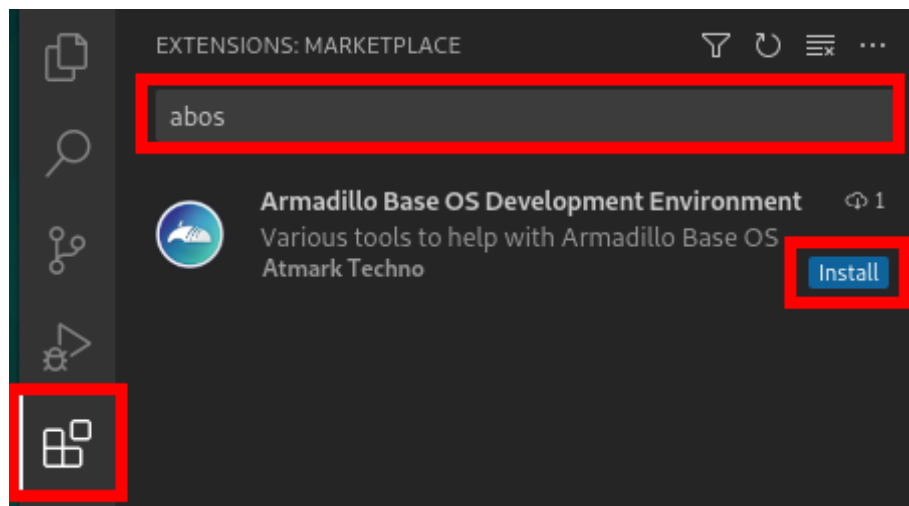 EXTENSIONS: MARKETPLACE
abos
Armadillo Base OS Development Environment 1
Various tools to help with Armadillo Base OS
Atmark Techno
Install